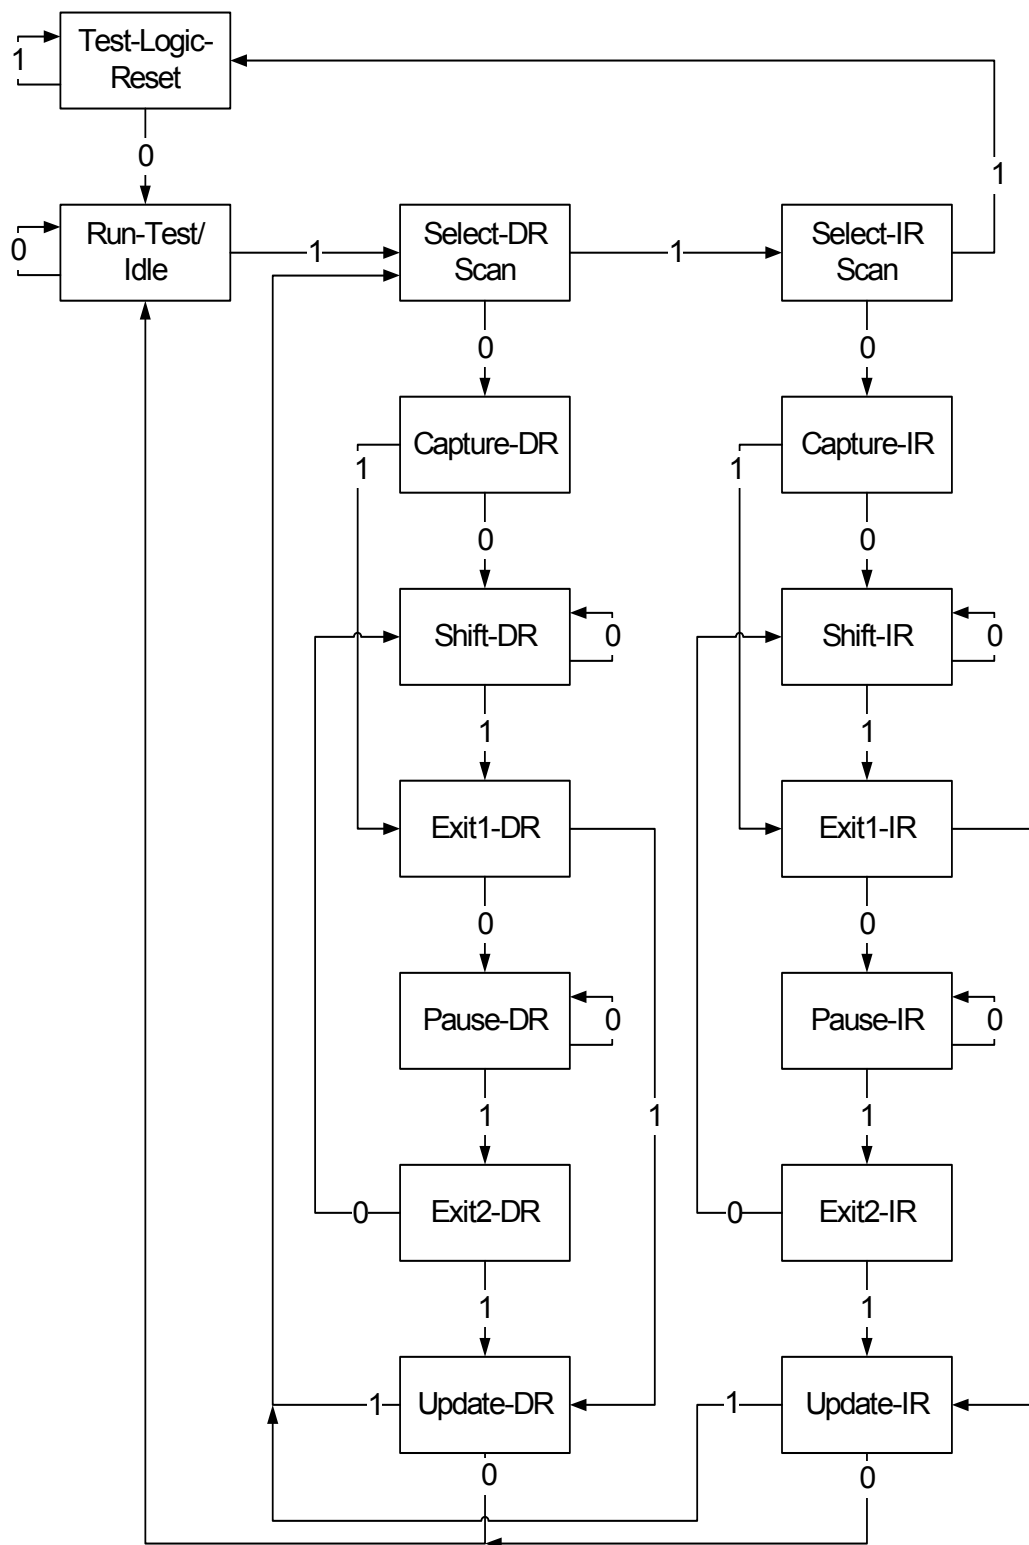 Test-Logic-
Reset
1
0
1
Run-Test/
Idle
0
1
Select-DR
Scan
1
Select-IR
Scan
0
0
Capture-DR
1
Capture-IR
1
0
0
Shift-DR
0
Shift-IR
0
1
1
Exit1-DR
Exit1-IR
0
0
Pause-DR
0
Pause-IR
0
1
1
1
0
Exit2-DR
0
Exit2-IR
1
1
1
Update-DR
1
Update-IR
0
0